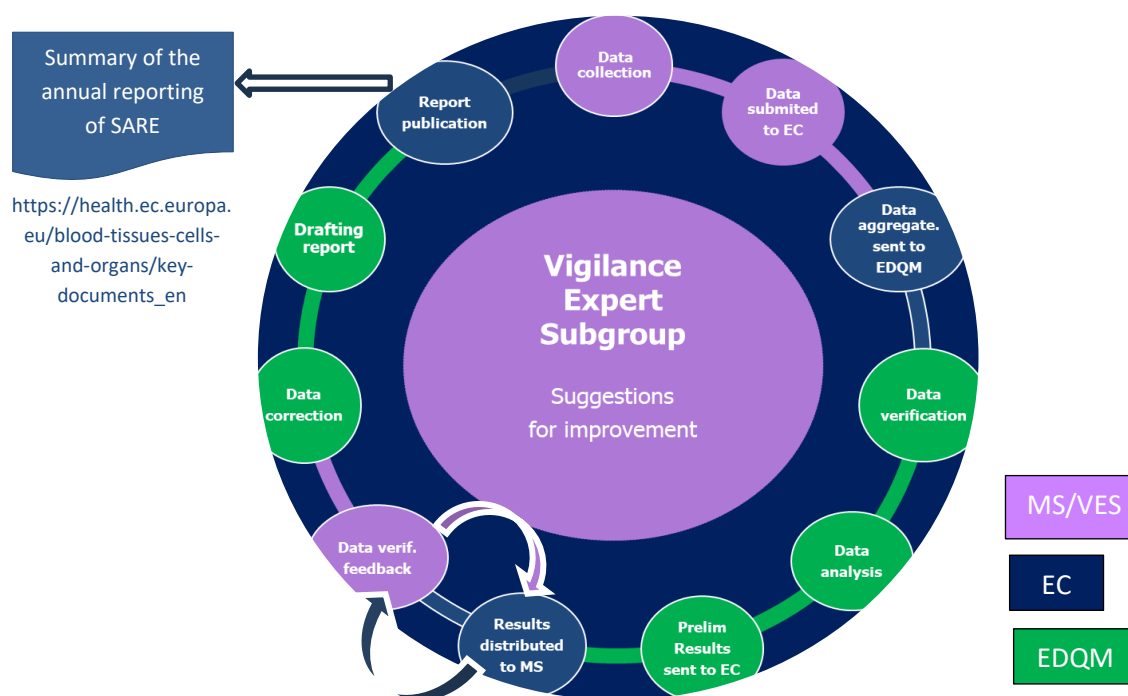 Summary of the
annual reporting
of SARE
https://health.ec.europa.
eu/blood-tissues-cells-
and-organs/key-
documents_en
Data
collection
Data
submited
to EC
Data
aggregate.
sent to
EDQM
Data
verification
Data
analysis
Prelim
Results
sent to EC
Results
distributed
to MS
Data verif.
feedback
Data
correction
Drafting
report
Report
publication
Vigilance
Expert
Subgroup
Suggestions
for improvement
MS/VES
EC
EDQM